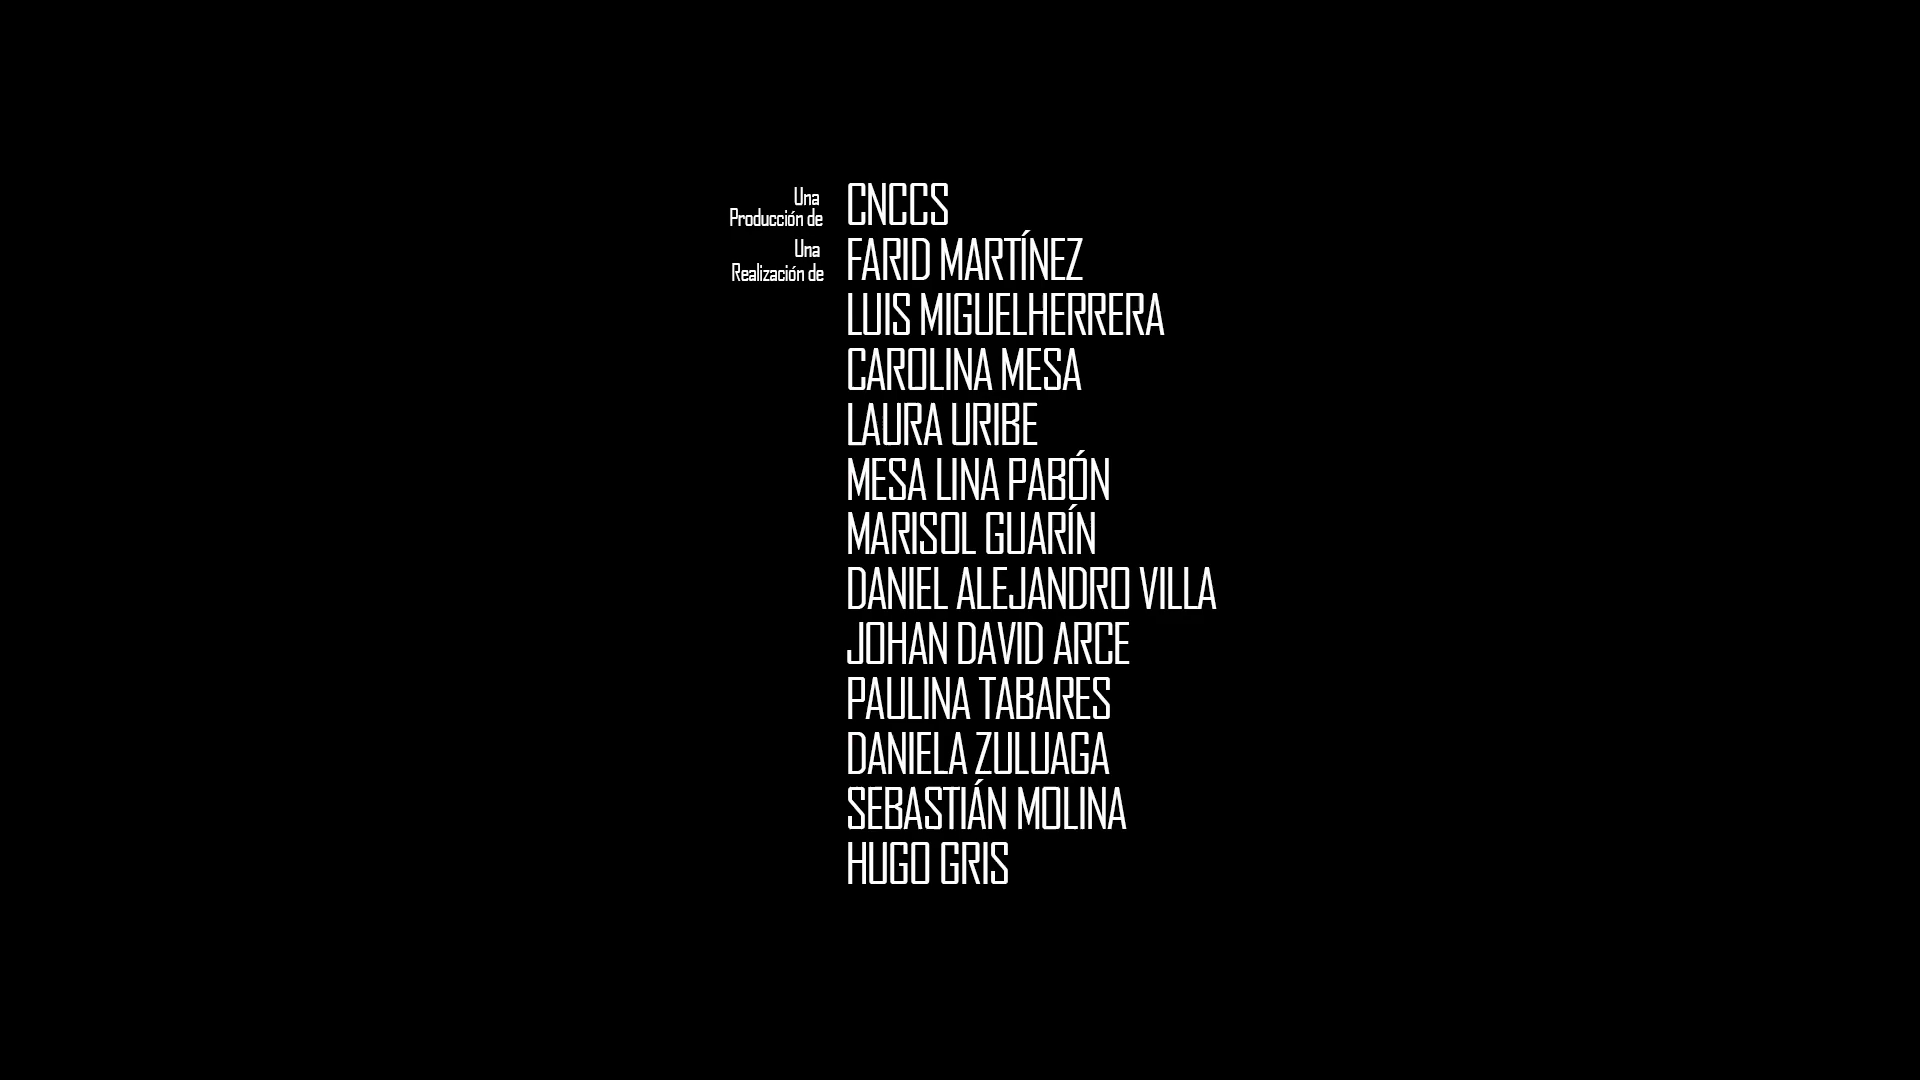 Una
Producción de CNCCS
Una
Realización de FARID MARTÍNEZ
LUIS MIGUELHERRERA
CAROLINA MESA
LAURA URIBE
MESA LINA PABÓN
MARISOL GUARÍN
DANIEL ALEJANDRO VILLA
JOHAN DAVID ARCE
PAULINA TABARES
DANIELA ZULUAGA
SEBASTIÁN MOLINA
HUGO GRIS